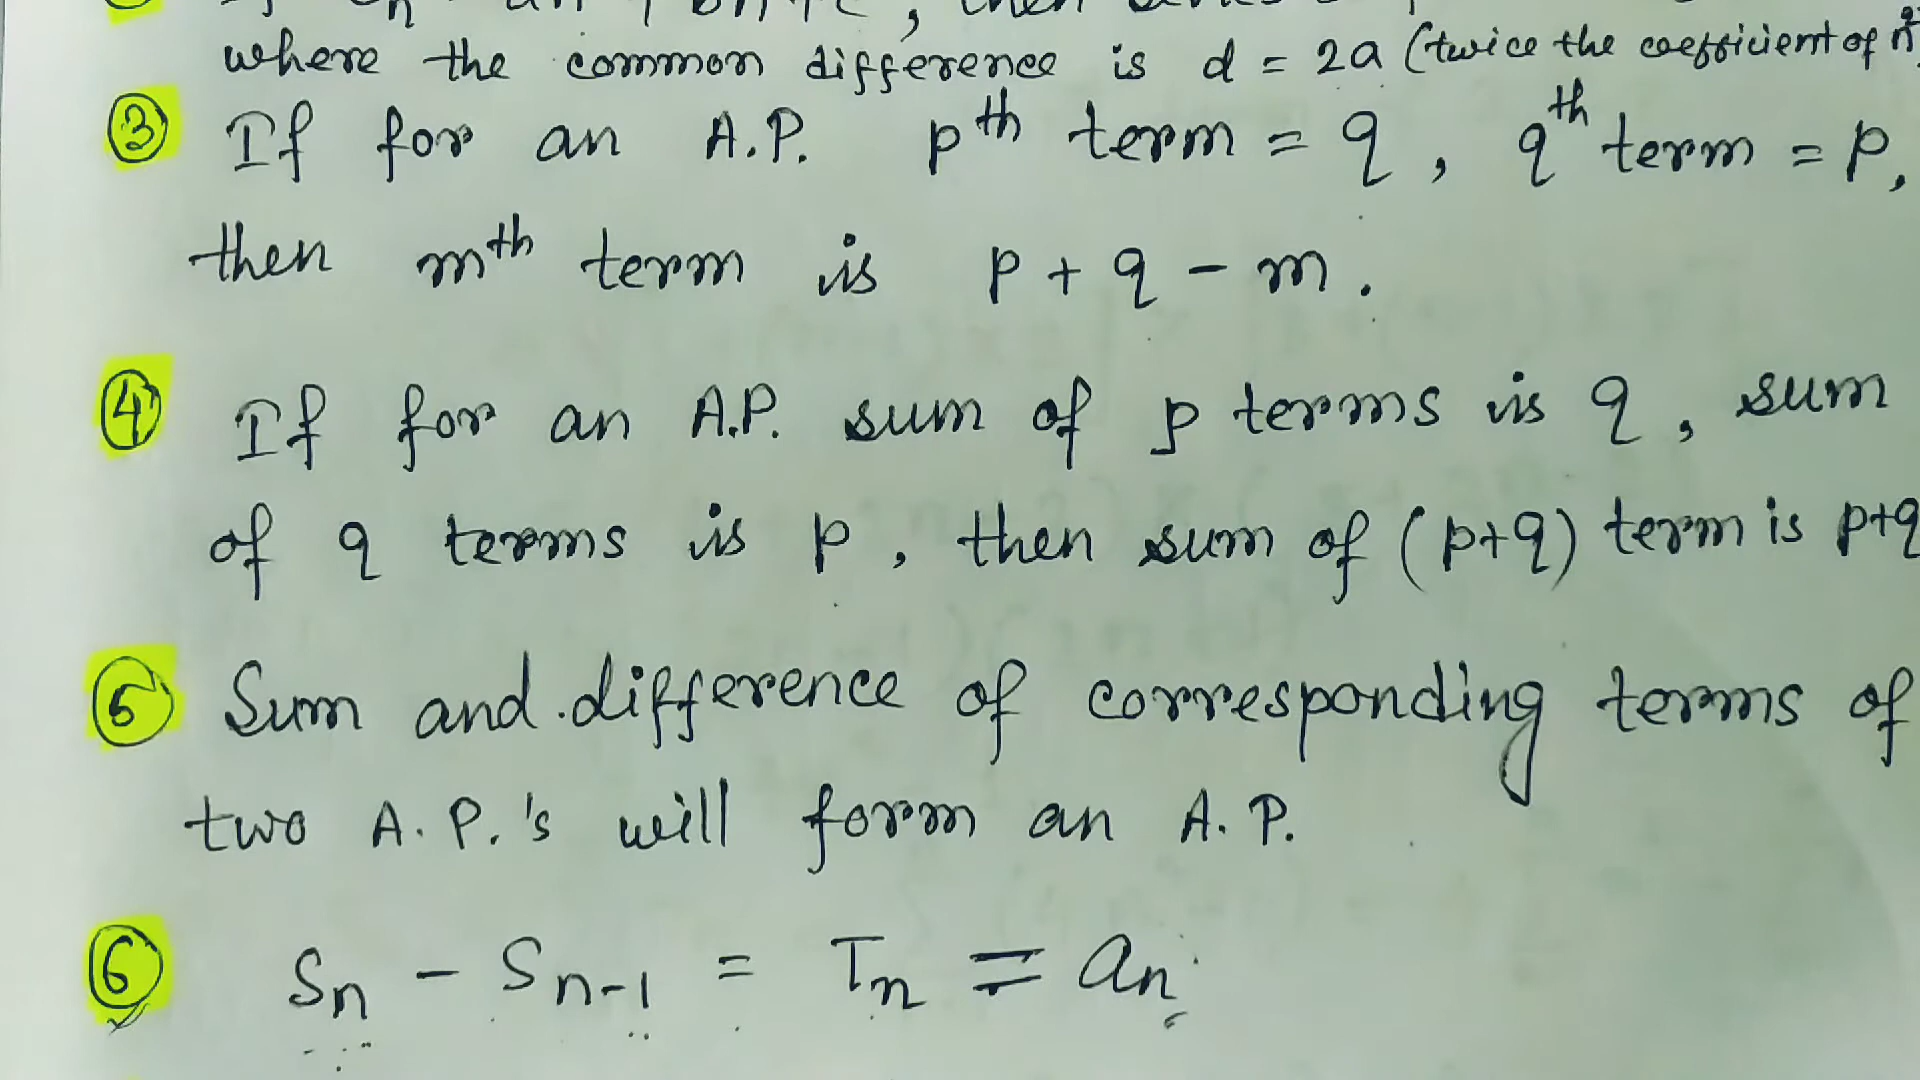 where the common difference is d = 2a (twice the coefficient of n²
③ If for an A.P. pth term = q, qth term = p,
then mth term is p + q - m.
④ If for an A.P. sum of p terms is q, sum
of q terms is p, then sum of (p+q) term is p+q
⑤ Sum and difference of corresponding terms of
two A.P.'s will form an A.P.
⑥ Sn - Sn-1 = Tn = an